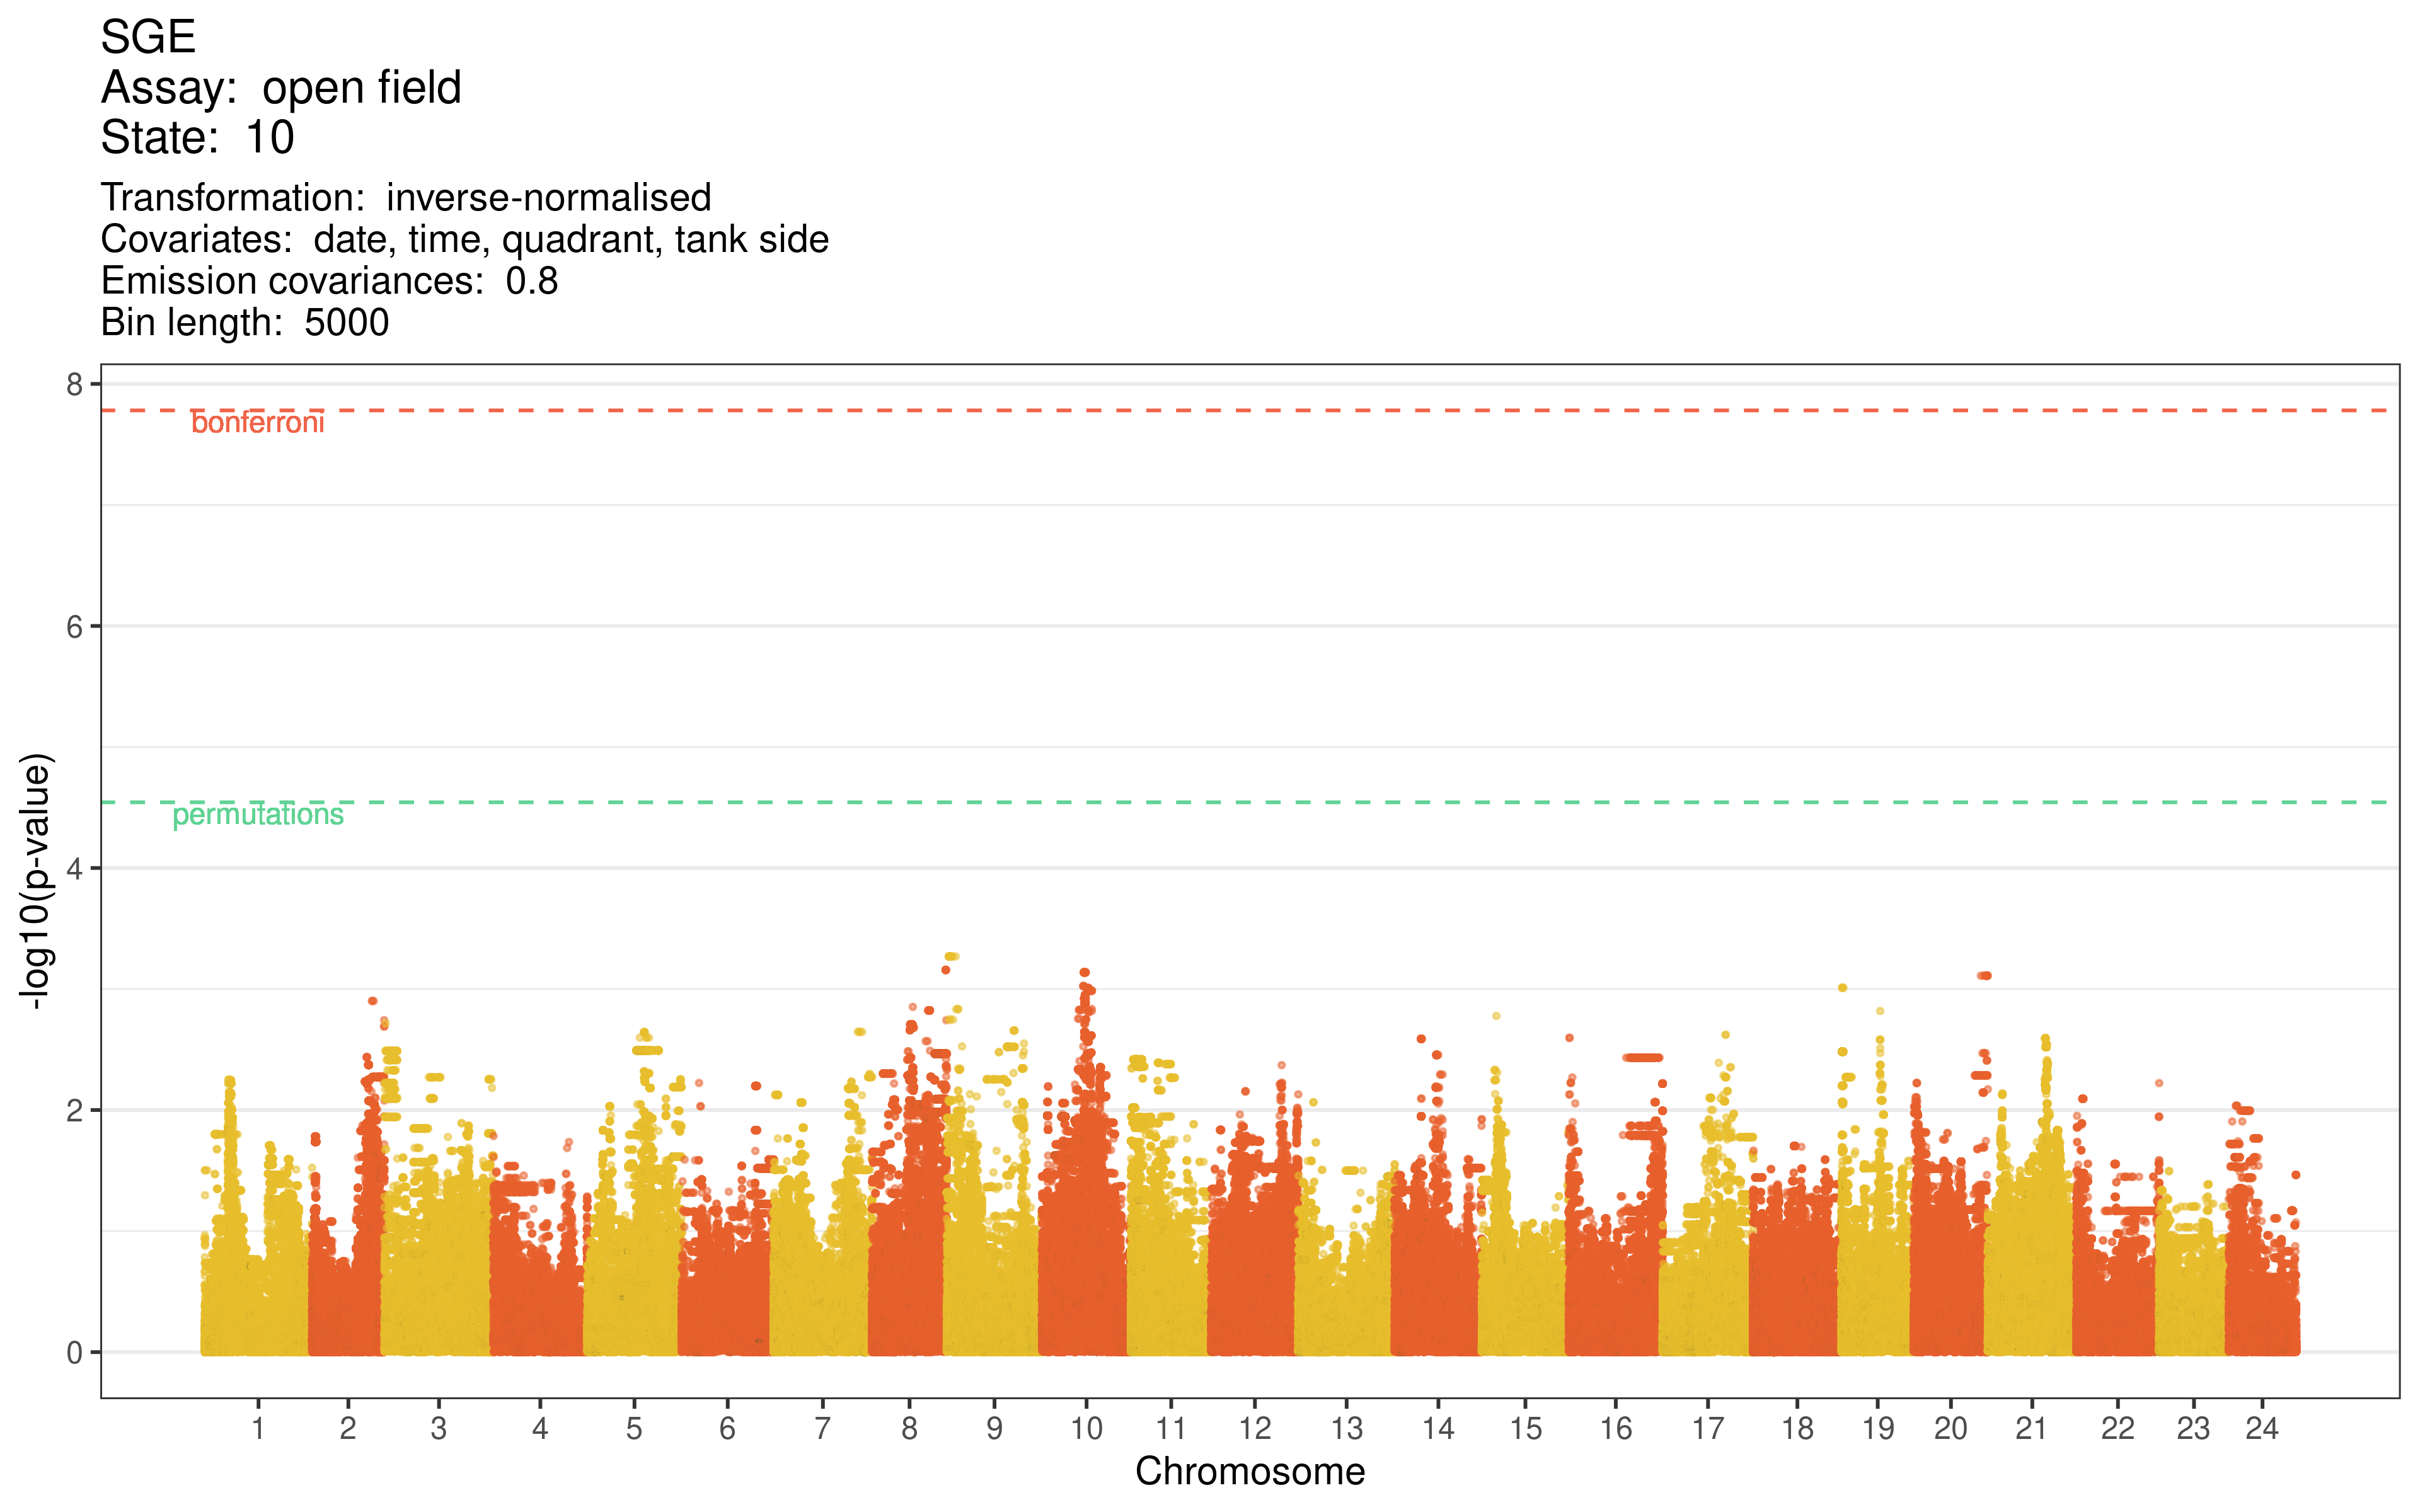 SGE
Assay:  open field
State:  10
Transformation:  inverse-normalised
Covariates:  date, time, quadrant, tank side
Emission covariances:  0.8
Bin length:  5000
8
bonferroni
6
permutations
4
2
0
-log10(p-value)
1 2 3 4 5 6 7 8 9 10 11 12 13 14 15 16 17 18 19 20 21 22 23 24
Chromosome